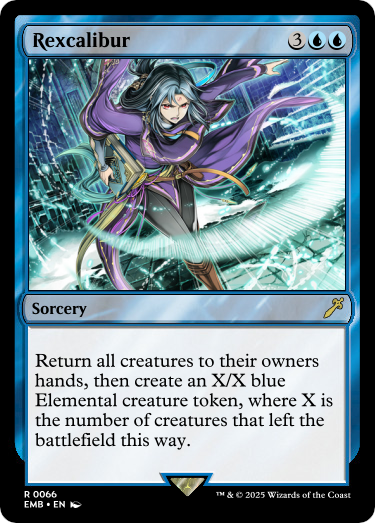 Rexcalibur 3
Sorcery
Return all creatures to their owners
hands, then create an X/X blue
Elemental creature token, where X is
the number of creatures that left the
battlefield this way.
R 0066
EMB • EN
™ & © 2025 Wizards of the Coast